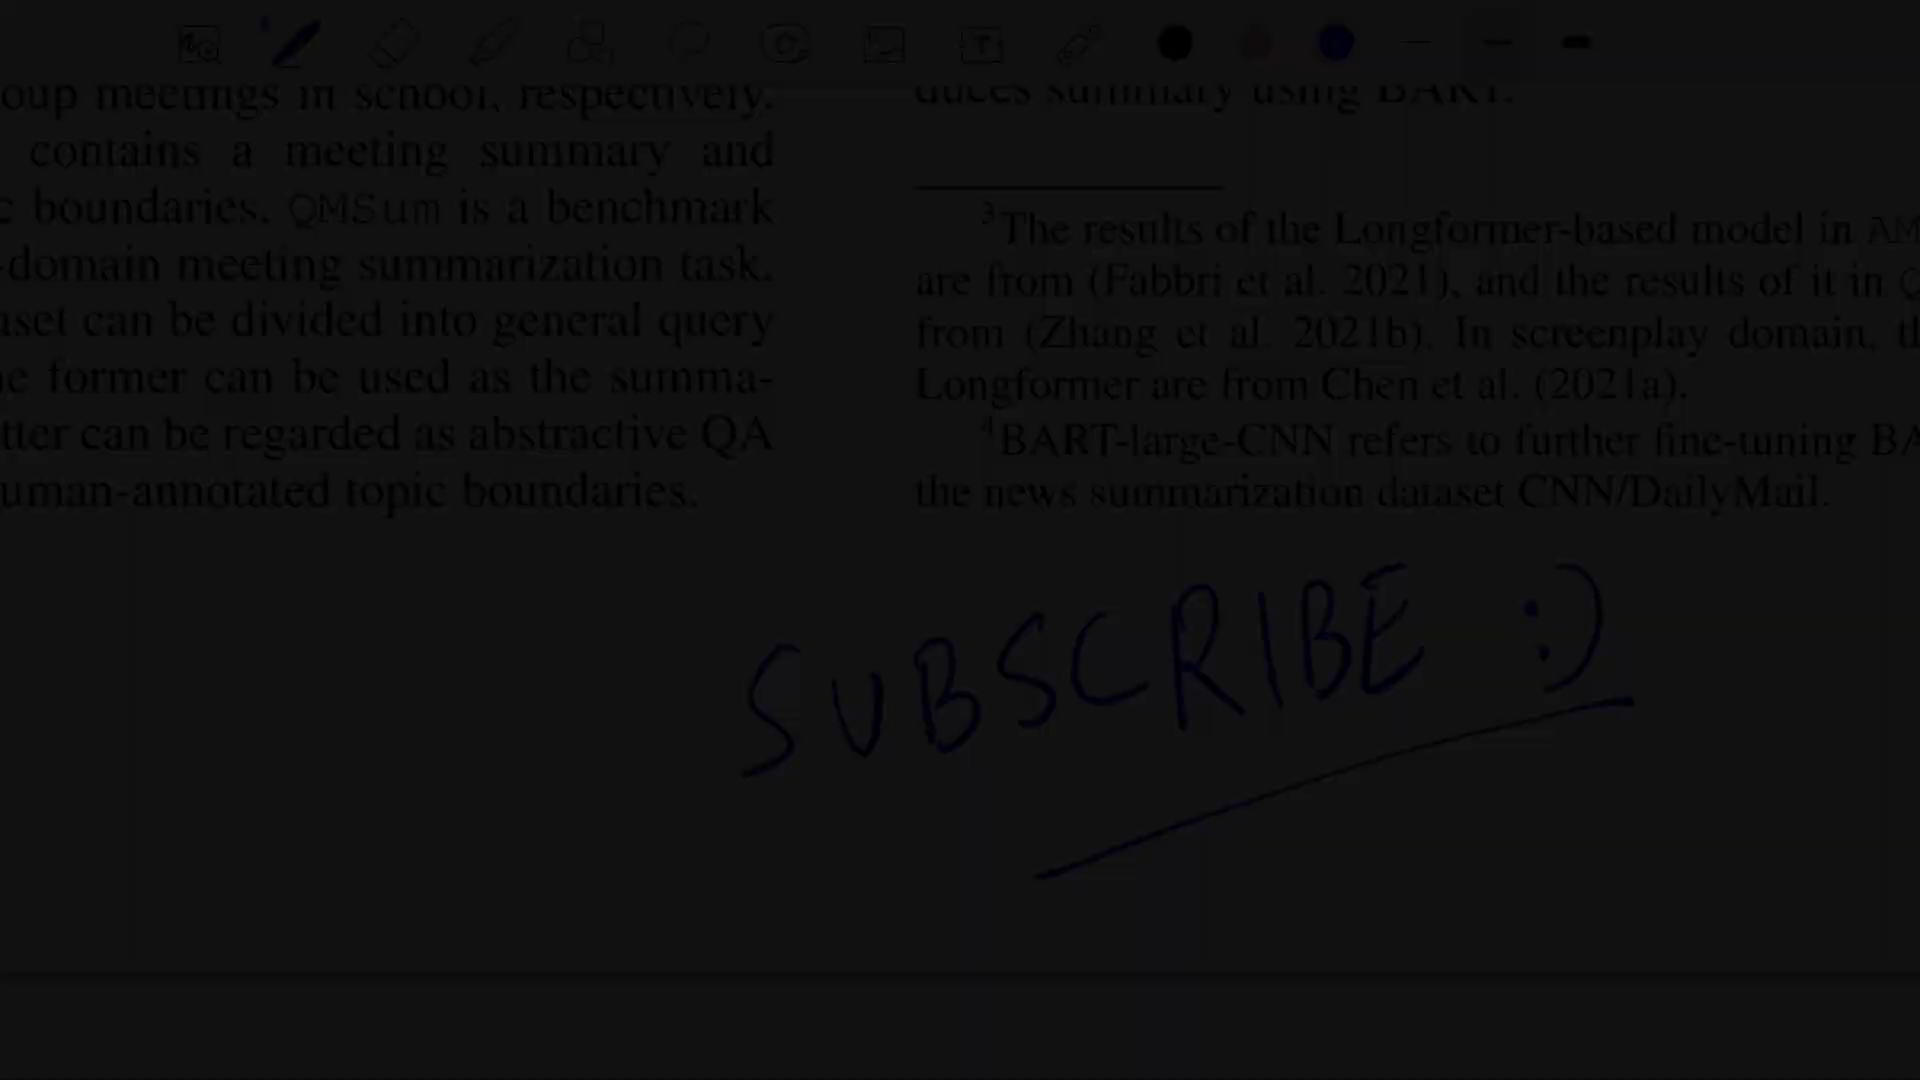 oup meetings in school, respectively.
contains a meeting summary and
c boundaries. QMSum is a benchmark
-domain meeting summarization task.
aset can be divided into general query
he former can be used as the summa-
tter can be regarded as abstractive QA
uman-annotated topic boundaries.
duces summary using BART.
3The results of the Longformer-based model in AM
are from (Fabbri et al. 2021), and the results of it in Q
from (Zhang et al. 2021b). In screenplay domain, th
Longformer are from Chen et al. (2021a).
4BART-large-CNN refers to further fine-tuning BA
the news summarization dataset CNN/DailyMail.
SUBSCRIBE :)